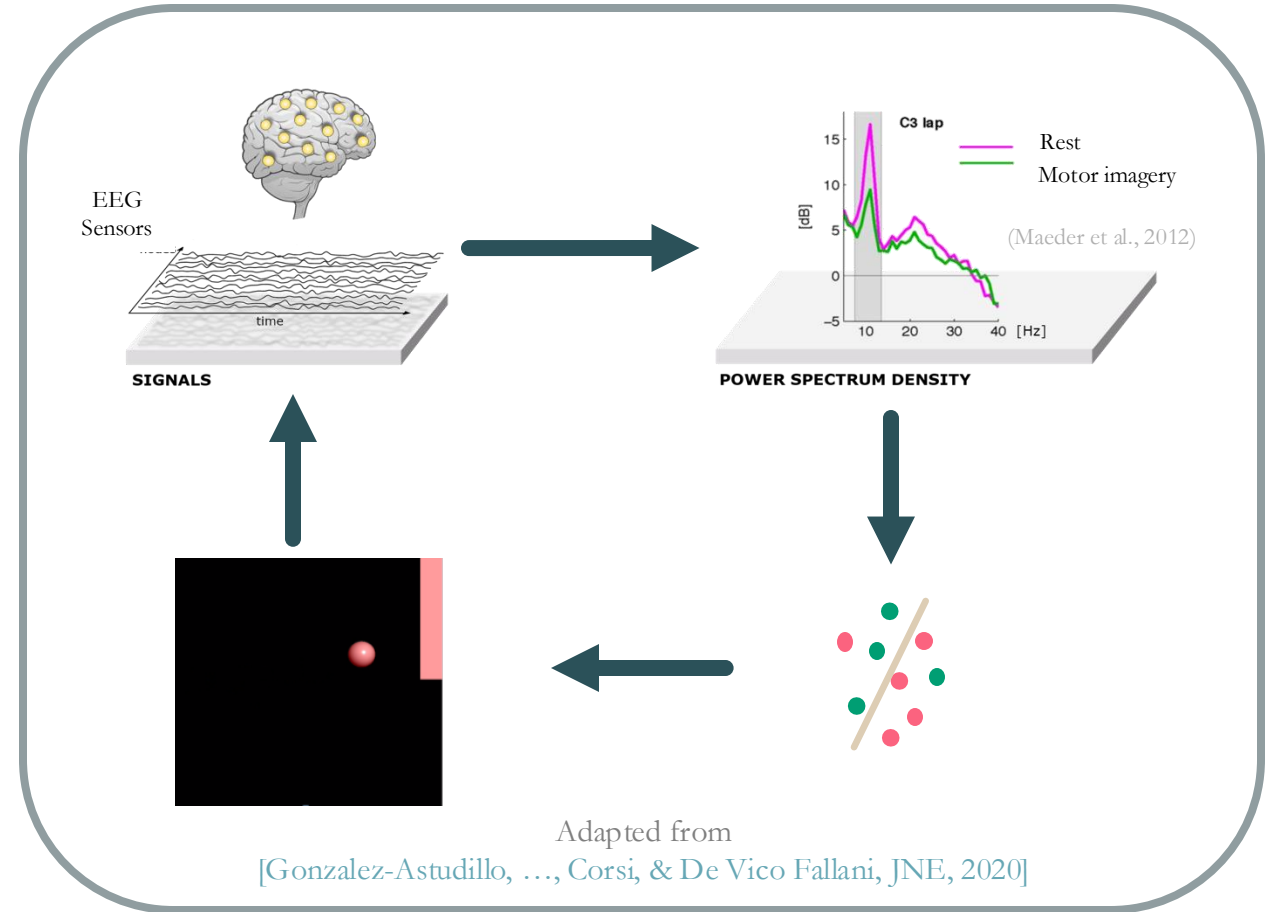 EEG
Sensors
time
SIGNALS
C3 lap
Rest
Motor imagery
(Maeder et al., 2012)
[dB]
15
10
5
0
−5
10 20 30 40 [Hz]
POWER SPECTRUM DENSITY
Adapted from
[Gonzalez-Astudillo, …, Corsi, & De Vico Fallani, JNE, 2020]